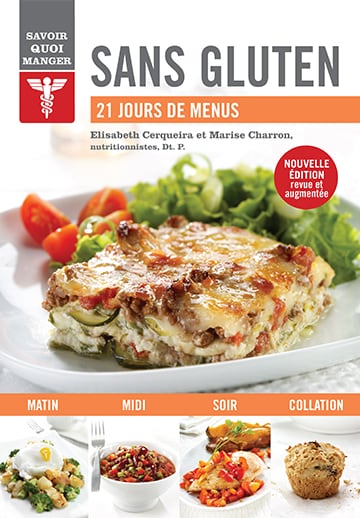 SAVOIR
QUOI
MANGER
SANS GLUTEN
21 JOURS DE MENUS
Elisabeth Cerqueira et Marise Charron,
nutritionnistes, Dt. P.
NOUVELLE
ÉDITION
revue et
augmentée
MATIN
MIDI
SOIR
COLLATION